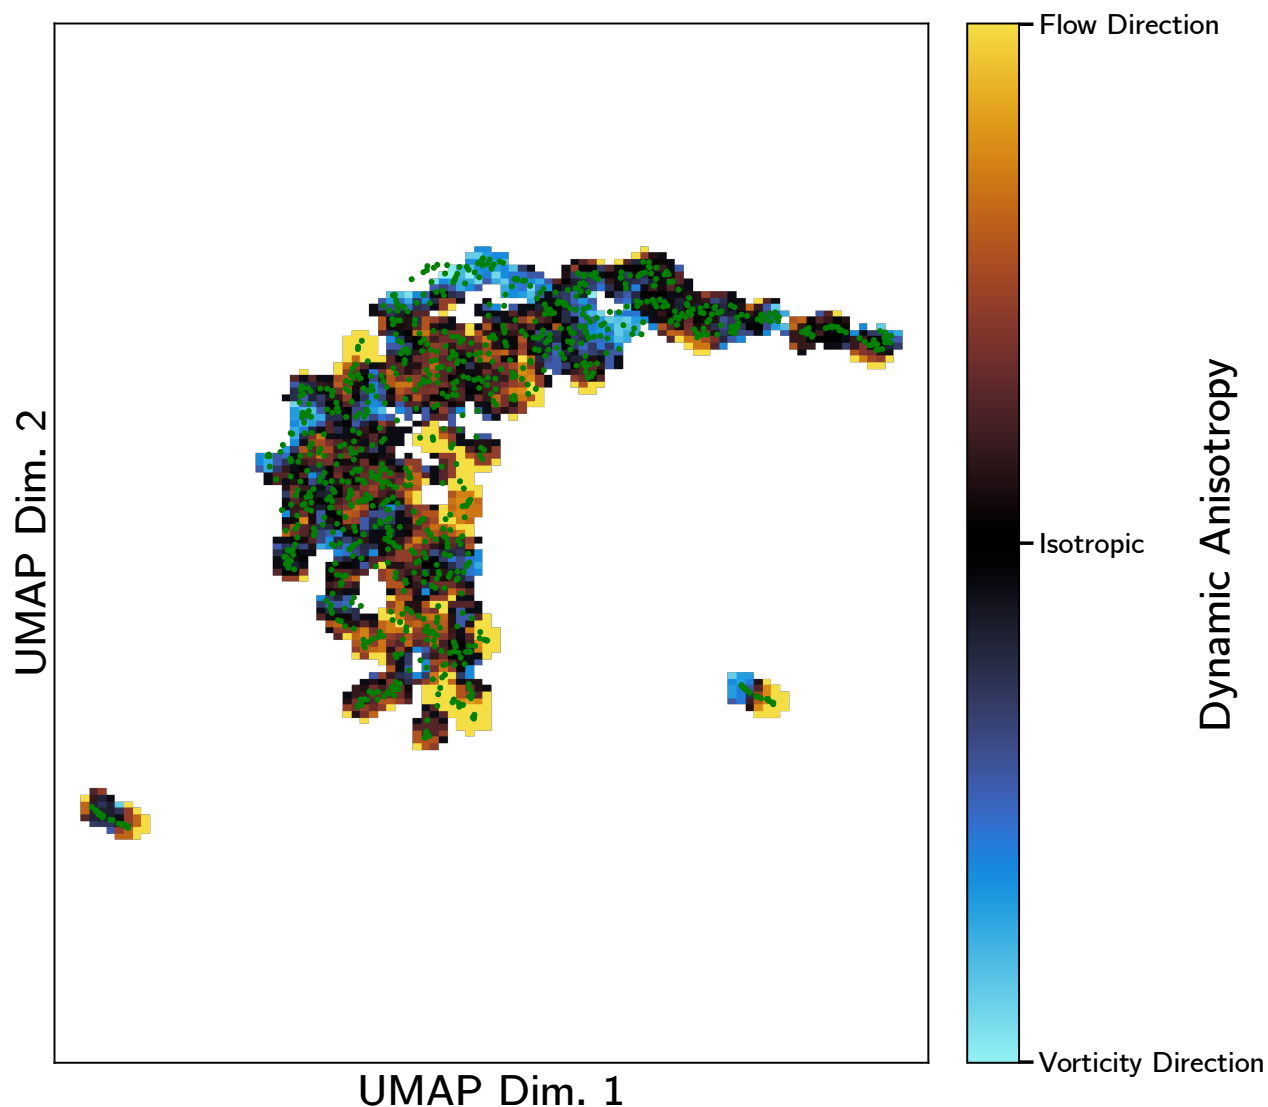 Flow Direction
Isotropic
Vorticity Direction
Dynamic Anisotropy
UMAP Dim. 2
UMAP Dim. 1